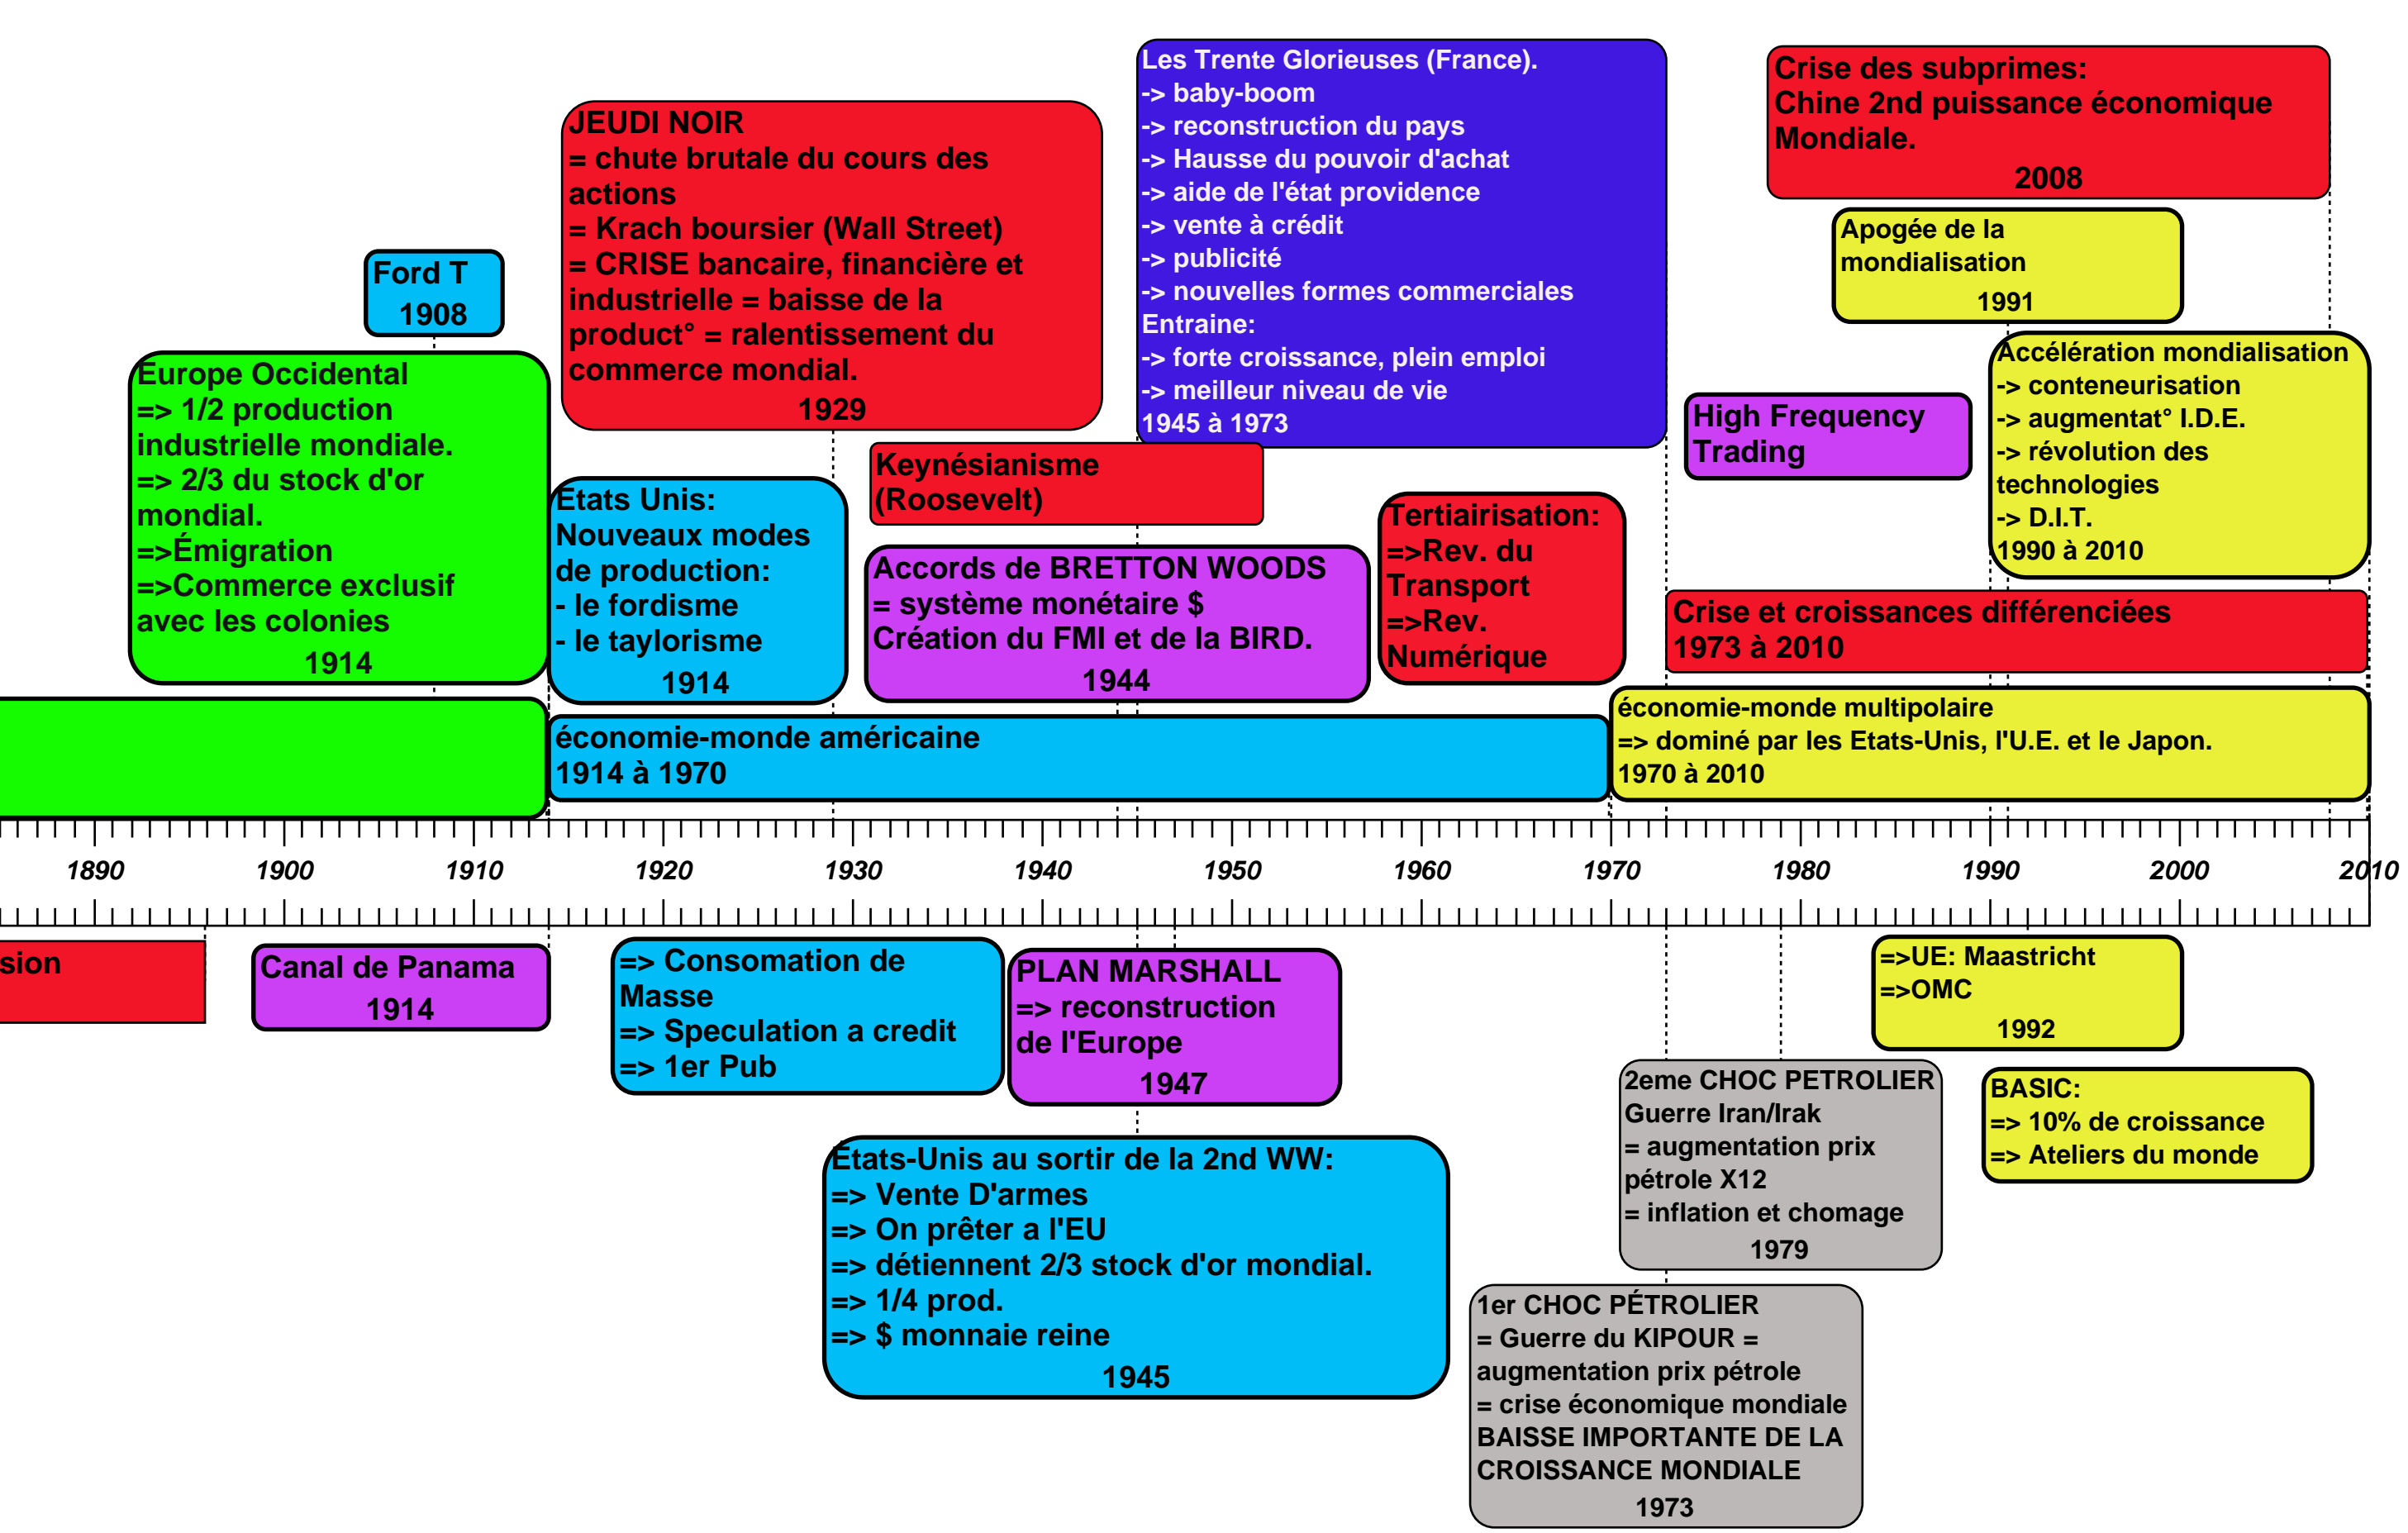 Les Trente Glorieuses (France).
-> baby-boom
-> reconstruction du pays
-> Hausse du pouvoir d'achat
-> aide de l'état providence
-> vente à crédit
-> publicité
-> nouvelles formes commerciales
Entraine:
-> forte croissance, plein emploi
-> meilleur niveau de vie
1945 à 1973
Crise des subprimes:
Chine 2nd puissance économique
Mondiale.
2008
JEUDI NOIR
= chute brutale du cours des
actions
= Krach boursier (Wall Street)
= CRISE bancaire, financière et
industrielle = baisse de la
product° = ralentissement du
commerce mondial.
1929
Apogée de la
mondialisation
1991
Ford T
1908
Accélération mondialisation
-> conteneurisation
-> augmentat° I.D.E.
-> révolution des
technologies
-> D.I.T.
1990 à 2010
Europe Occidental
=> 1/2 production
industrielle mondiale.
=> 2/3 du stock d'or
mondial.
=>Émigration
=>Commerce exclusif
avec les colonies
1914
High Frequency
Trading
Keynésianisme
(Roosevelt)
Etats Unis:
Nouveaux modes
de production:
- le fordisme
- le taylorisme
1914
Tertiairisation:
=>Rev. du
Transport
=>Rev.
Numérique
Accords de BRETTON WOODS
= système monétaire $
Création du FMI et de la BIRD.
1944
Crise et croissances différenciées
1973 à 2010
économie-monde américaine
1914 à 1970
économie-monde multipolaire
=> dominé par les Etats-Unis, l'U.E. et le Japon.
1970 à 2010
1890 1900 1910 1920 1930 1940 1950 1960 1970 1980 1990 2000 2010
sion
Canal de Panama
1914
=> Consomation de
Masse
=> Speculation a credit
=> 1er Pub
PLAN MARSHALL
=> reconstruction
de l'Europe
1947
=>UE: Maastricht
=>OMC
1992
2eme CHOC PETROLIER
Guerre Iran/Irak
= augmentation prix
pétrole X12
= inflation et chomage
1979
BASIC:
=> 10% de croissance
=> Ateliers du monde
États-Unis au sortir de la 2nd WW:
=> Vente D'armes
=> On prêter a l'EU
=> détiennent 2/3 stock d'or mondial.
=> 1/4 prod.
=> $ monnaie reine
1945
1er CHOC PÉTROLIER
= Guerre du KIPOUR =
augmentation prix pétrole
= crise économique mondiale
BAISSE IMPORTANTE DE LA
CROISSANCE MONDIALE
1973